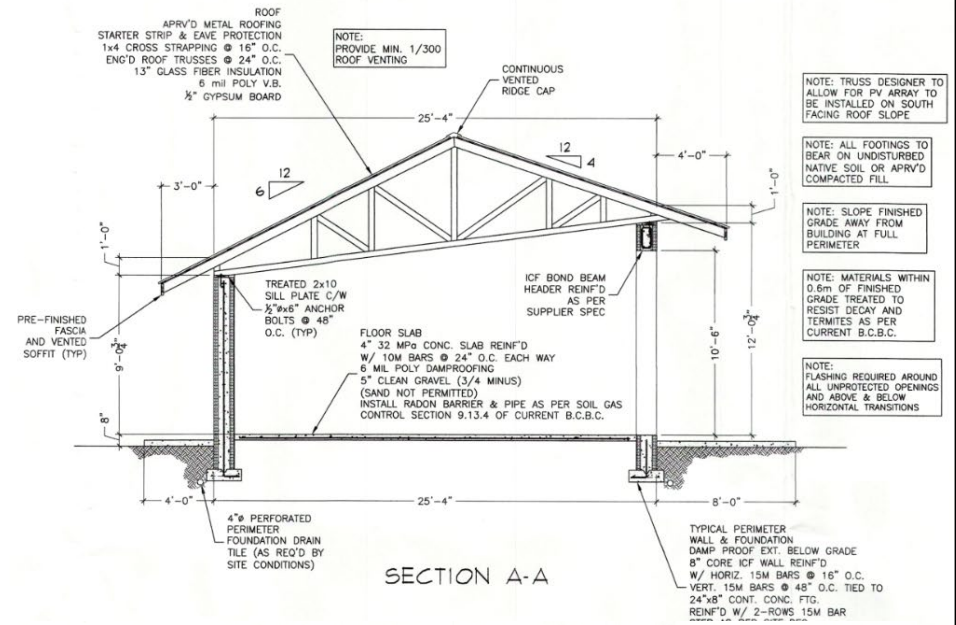 ROOF
APRV'D METAL ROOFING
STARTER STRIP & EAVE PROTECTION
1x4 CROSS STRAPPING @ 16" O.C.
ENG'D ROOF TRUSSES @ 24" O.C.
13" GLASS FIBER INSULATION
6 mil POLY V.B.
½" GYPSUM BOARD
NOTE:
PROVIDE MIN. 1/300
ROOF VENTING
CONTINUOUS
VENTED
RIDGE CAP
NOTE: TRUSS DESIGNER TO
ALLOW FOR PV ARRAY TO
BE INSTALLED ON SOUTH
FACING ROOF SLOPE
NOTE: ALL FOOTINGS TO
BEAR ON UNDISTURBED
NATIVE SOIL OR APRV'D
COMPACTED FILL
NOTE: SLOPE FINISHED
GRADE AWAY FROM
BUILDING AT FULL
PERIMETER
NOTE: MATERIALS WITHIN
0.6m OF FINISHED
GRADE TREATED TO
RESIST DECAY AND
TERMITES AS PER
CURRENT B.C.B.C.
NOTE:
FLASHING REQUIRED AROUND
ALL UNPROTECTED OPENINGS
AND ABOVE & BELOW
HORIZONTAL TRANSITIONS
25'-4"
12
6
12
4
3'-0"
4'-0"
1'-0"
1'-0"
PRE-FINISHED
FASCIA
AND VENTED
SOFFIT (TYP)
9'-0¾"
8"
TREATED 2x10
SILL PLATE C/W
½"øx6" ANCHOR
BOLTS @ 48"
O.C. (TYP)
ICF BOND BEAM
HEADER REINF'D
AS PER
SUPPLIER SPEC
10'-6"
12'-0¾"
FLOOR SLAB
4" 32 MPa CONC. SLAB REINF'D
W/ 10M BARS @ 24" O.C. EACH WAY
6 MIL POLY DAMPROOFING
5" CLEAN GRAVEL (3/4 MINUS)
(SAND NOT PERMITTED)
INSTALL RADON BARRIER & PIPE AS PER SOIL GAS
CONTROL SECTION 9.13.4 OF CURRENT B.C.B.C.
4'-0"
25'-4"
8'-0"
4"ø PERFORATED
PERIMETER
FOUNDATION DRAIN
TILE (AS REQ'D BY
SITE CONDITIONS)
SECTION A-A
TYPICAL PERIMETER
WALL & FOUNDATION
DAMP PROOF EXT. BELOW GRADE
8" CORE ICF WALL REINF'D
W/ HORIZ. 15M BARS @ 16" O.C.
VERT. 15M BARS @ 48" O.C. TIED TO
24"x8" CONT. CONC. FTG.
REINF'D W/ 2-ROWS 15M BAR